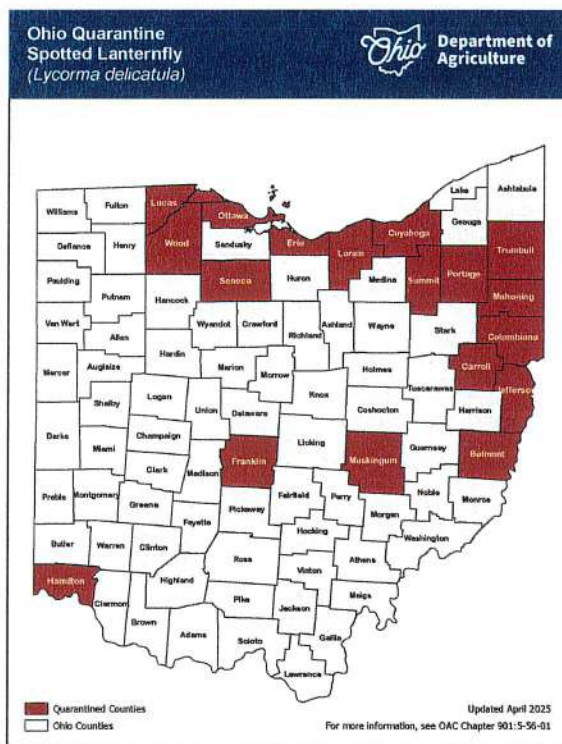 Ohio Quarantine
Spotted Lanternfly
(Lycorma delicatula)
Ohio
Department of
Agriculture
Williams
Fulton
Lucas
Ottawa
Lake
Ashtabula
Geauga
Cuyahoga
Defiance
Henry
Wood
Sandusky
Erie
Lorain
Trumbull
Paulding
Seneca
Huron
Medina
Summit
Portage
Putnam
Hancock
Mahoning
Van Wert
Allen
Wyandot
Crawford
Richland
Ashland
Wayne
Stark
Columbiana
Mercer
Auglaize
Hardin
Marion
Morrow
Holmes
Tuscarawas
Carroll
Jefferson
Shelby
Logan
Union
Delaware
Knox
Coshocton
Harrison
Darke
Miami
Champaign
Clark
Madison
Franklin
Licking
Muskingum
Guernsey
Belmont
Preble
Montgomery
Greene
Fayette
Pickaway
Fairfield
Perry
Morgan
Noble
Monroe
Butler
Warren
Clinton
Ross
Hocking
Athens
Washington
Hamilton
Clermont
Brown
Highland
Pike
Vinton
Meigs
Adams
Scioto
Jackson
Gallia
Lawrence
Quarantined Counties
Ohio Counties
Updated April 2025
For more information, see OAC Chapter 901:5-56-01